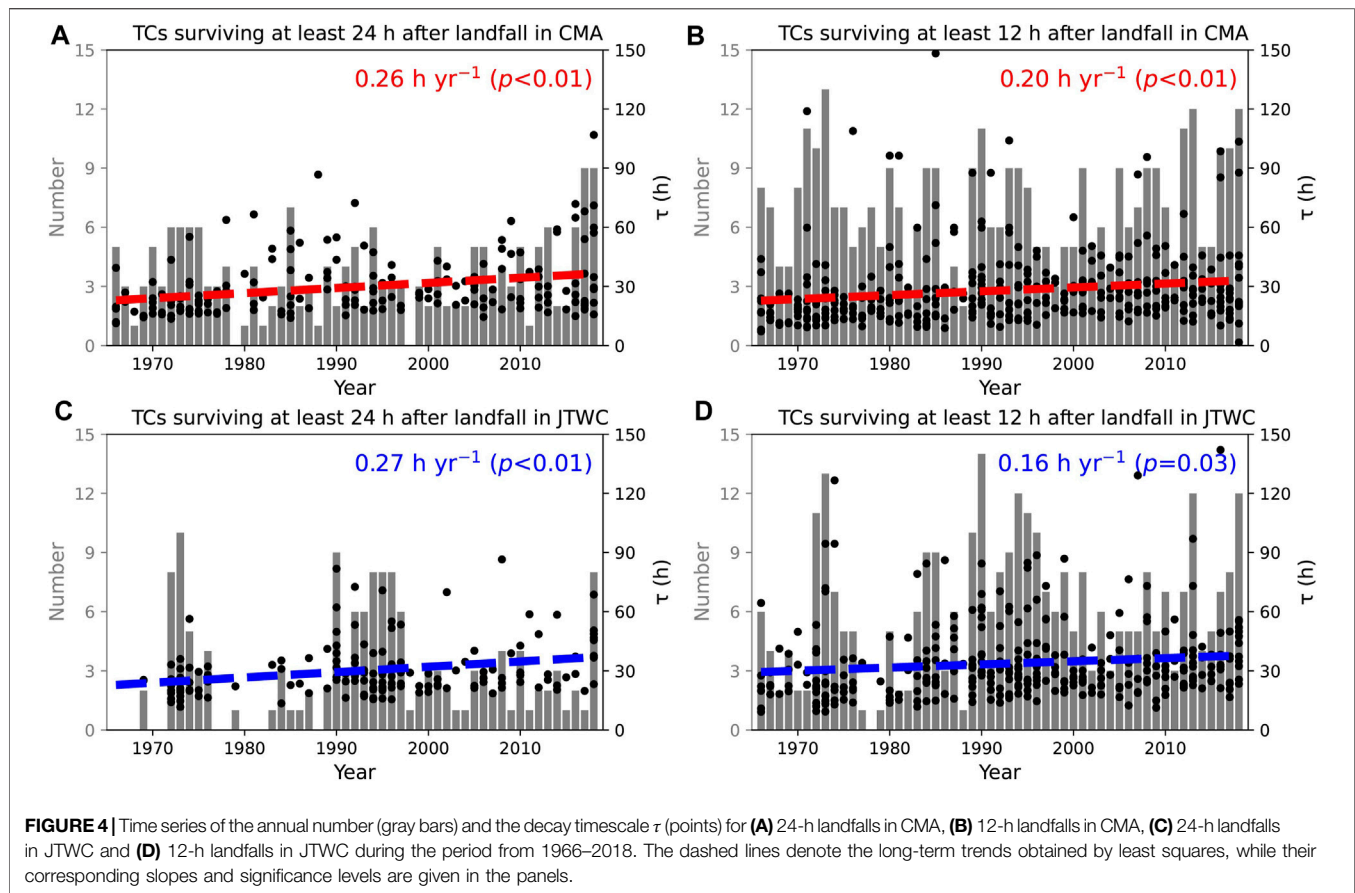 A
TCs surviving at least 24 h after landfall in CMA
15
12
9
6
3
0
Number
0.26 h yr⁻¹ (p<0.01)
150
120
90
60
30
0
τ (h)
1970
1980
1990
2000
2010
Year
B
TCs surviving at least 12 h after landfall in CMA
15
12
9
6
3
0
Number
0.20 h yr⁻¹ (p<0.01)
150
120
90
60
30
0
τ (h)
1970
1980
1990
2000
2010
Year
C
TCs surviving at least 24 h after landfall in JTWC
15
12
9
6
3
0
Number
0.27 h yr⁻¹ (p<0.01)
150
120
90
60
30
0
τ (h)
1970
1980
1990
2000
2010
Year
D
TCs surviving at least 12 h after landfall in JTWC
15
12
9
6
3
0
Number
0.16 h yr⁻¹ (p=0.03)
150
120
90
60
30
0
τ (h)
1970
1980
1990
2000
2010
Year
FIGURE 4 | Time series of the annual number (gray bars) and the decay timescale τ (points) for (A) 24-h landfalls in CMA, (B) 12-h landfalls in CMA, (C) 24-h landfalls
in JTWC and (D) 12-h landfalls in JTWC during the period from 1966–2018. The dashed lines denote the long-term trends obtained by least squares, while their
corresponding slopes and significance levels are given in the panels.